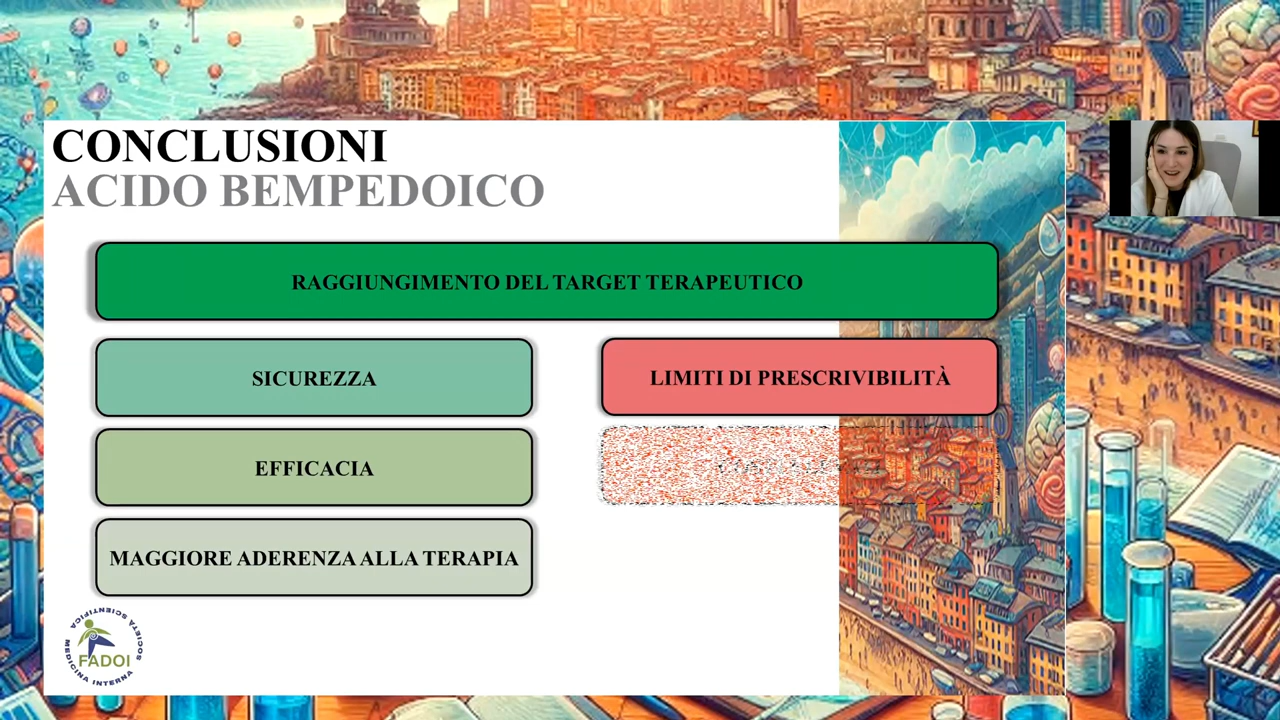 CONCLUSIONI
ACIDO BEMPEDOICO
RAGGIUNGIMENTO DEL TARGET TERAPEUTICO
SICUREZZA
LIMITI DI PRESCRIVIBILITÀ
EFFICACIA
MAGGIORE ADERENZA ALLA TERAPIA
SOCIETÀ SCIENTIFICA
FADOI
MEDICINA INTERNA